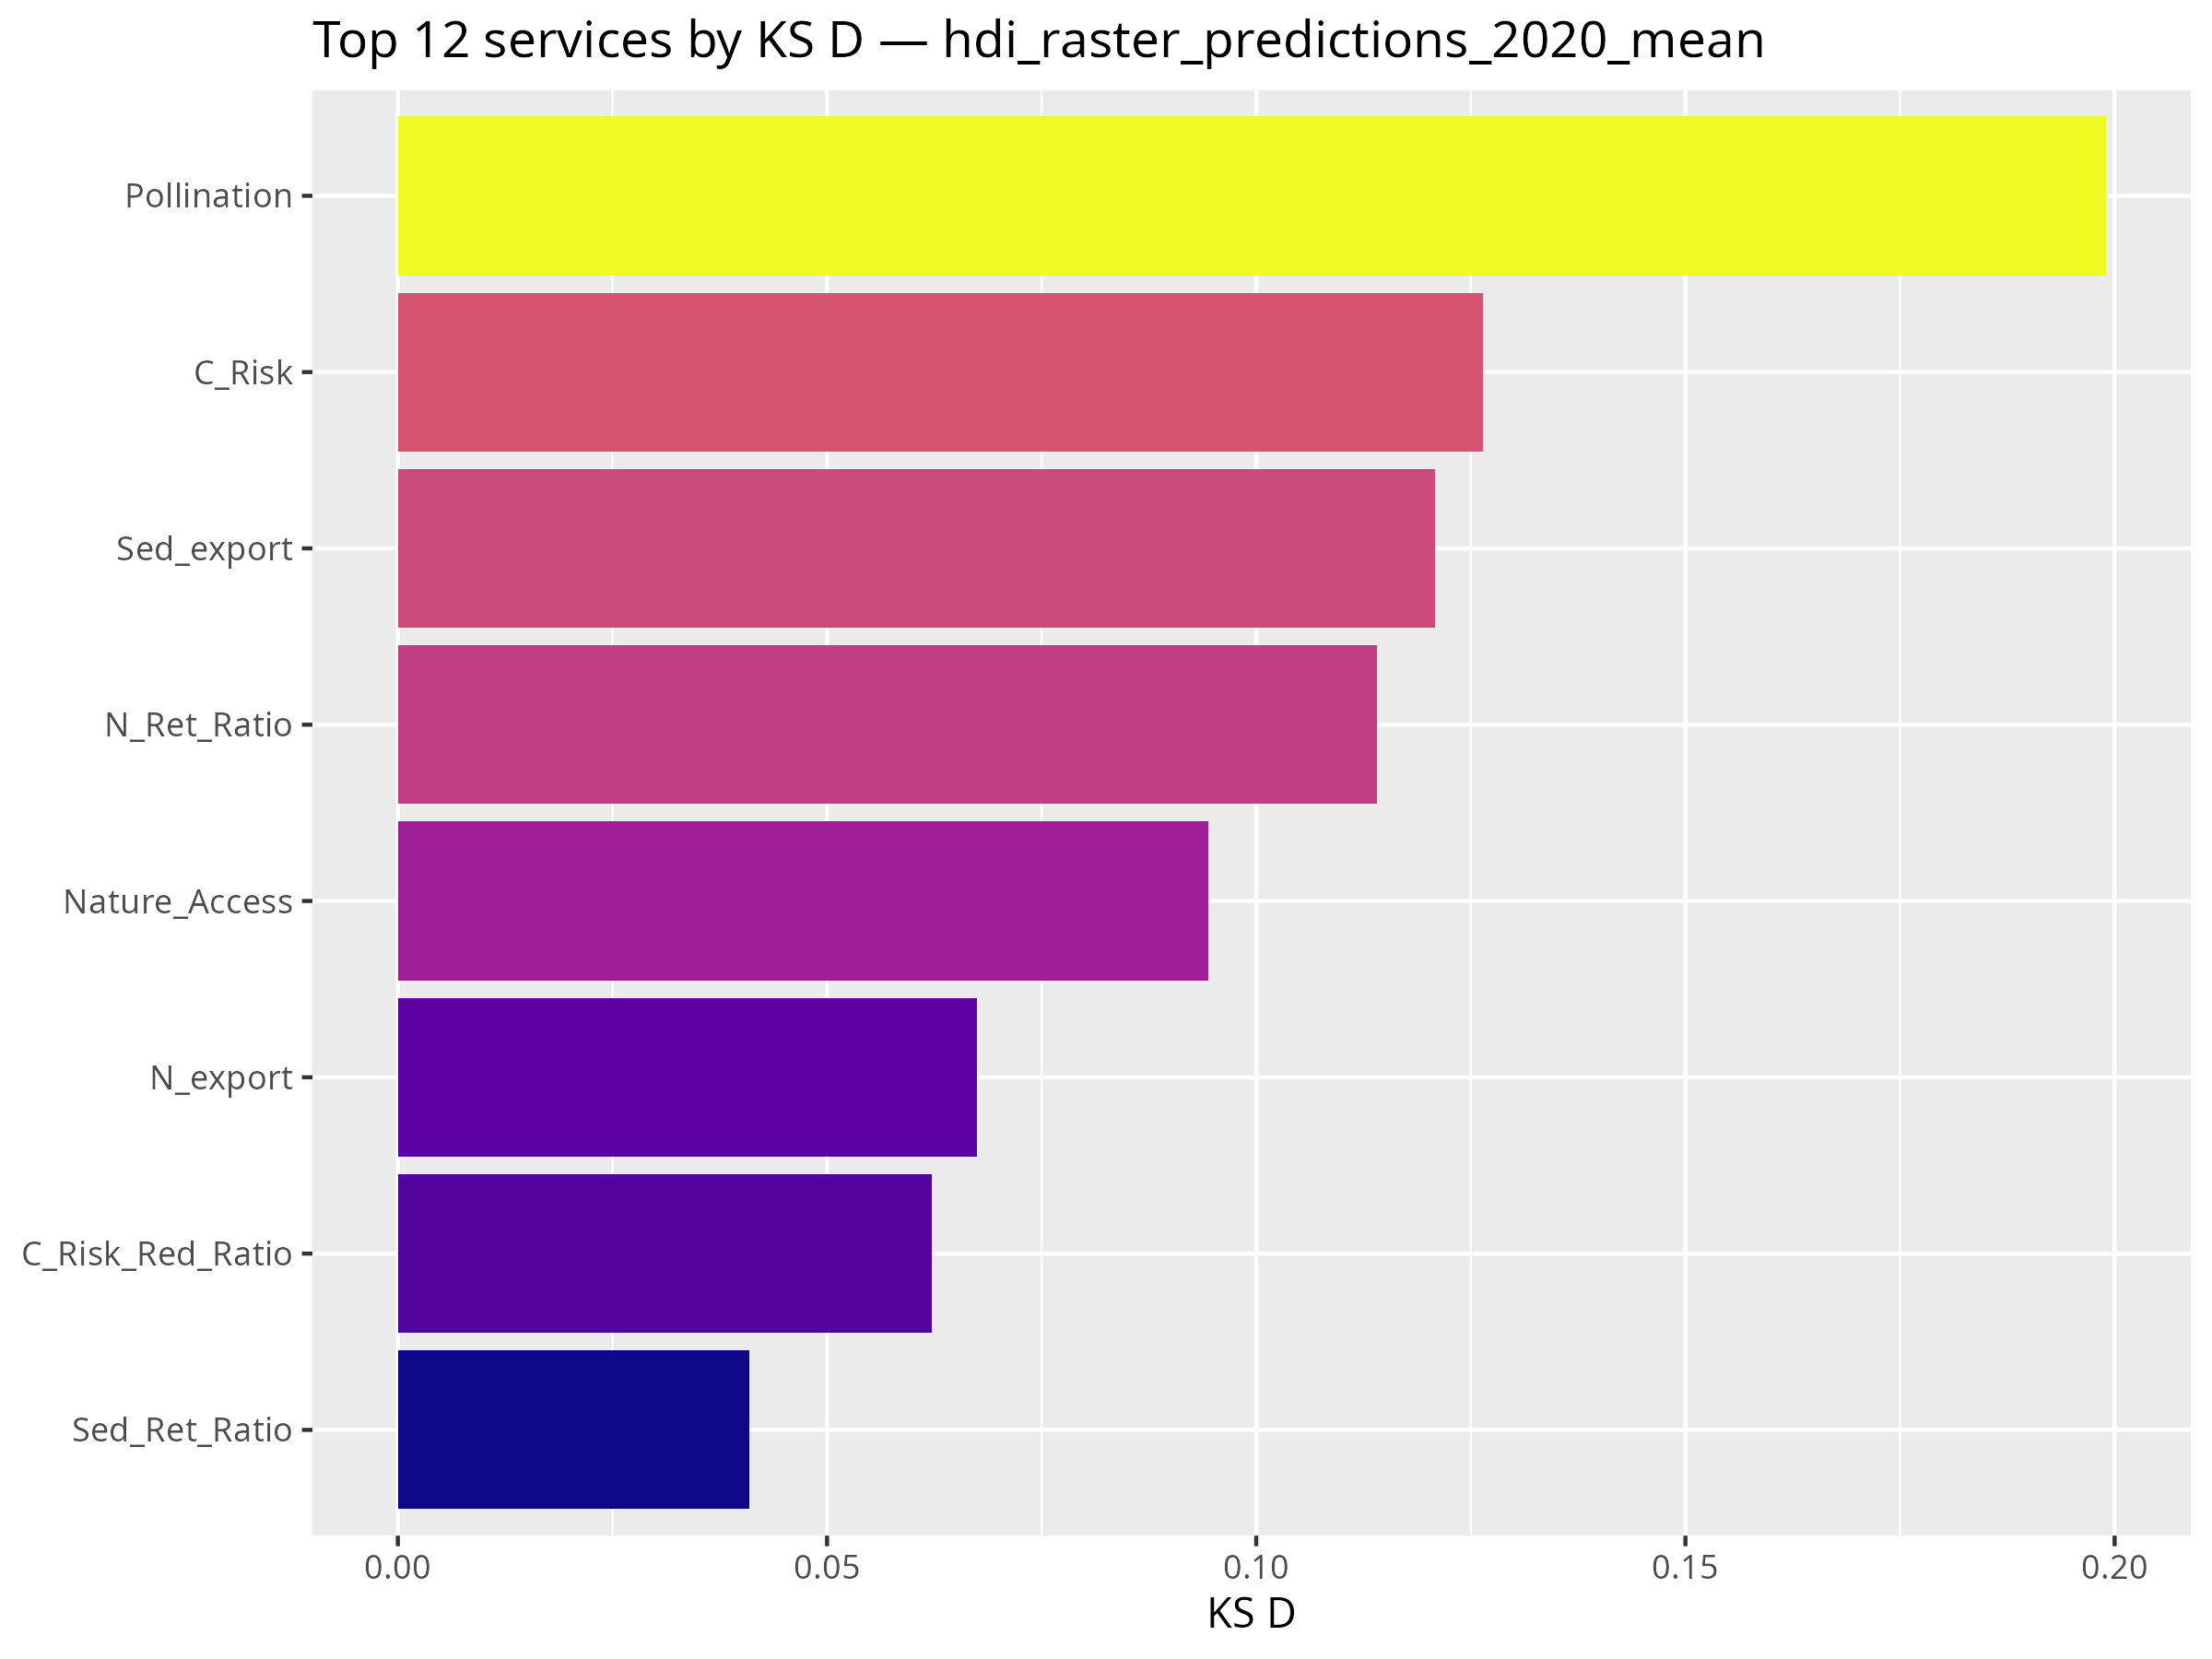 Top 12 services by KS D — hdi_raster_predictions_2020_mean
Pollination
C_Risk
Sed_export
N_Ret_Ratio
Nature_Access
N_export
C_Risk_Red_Ratio
Sed_Ret_Ratio
0.00 0.05 0.10 0.15 0.20
KS D